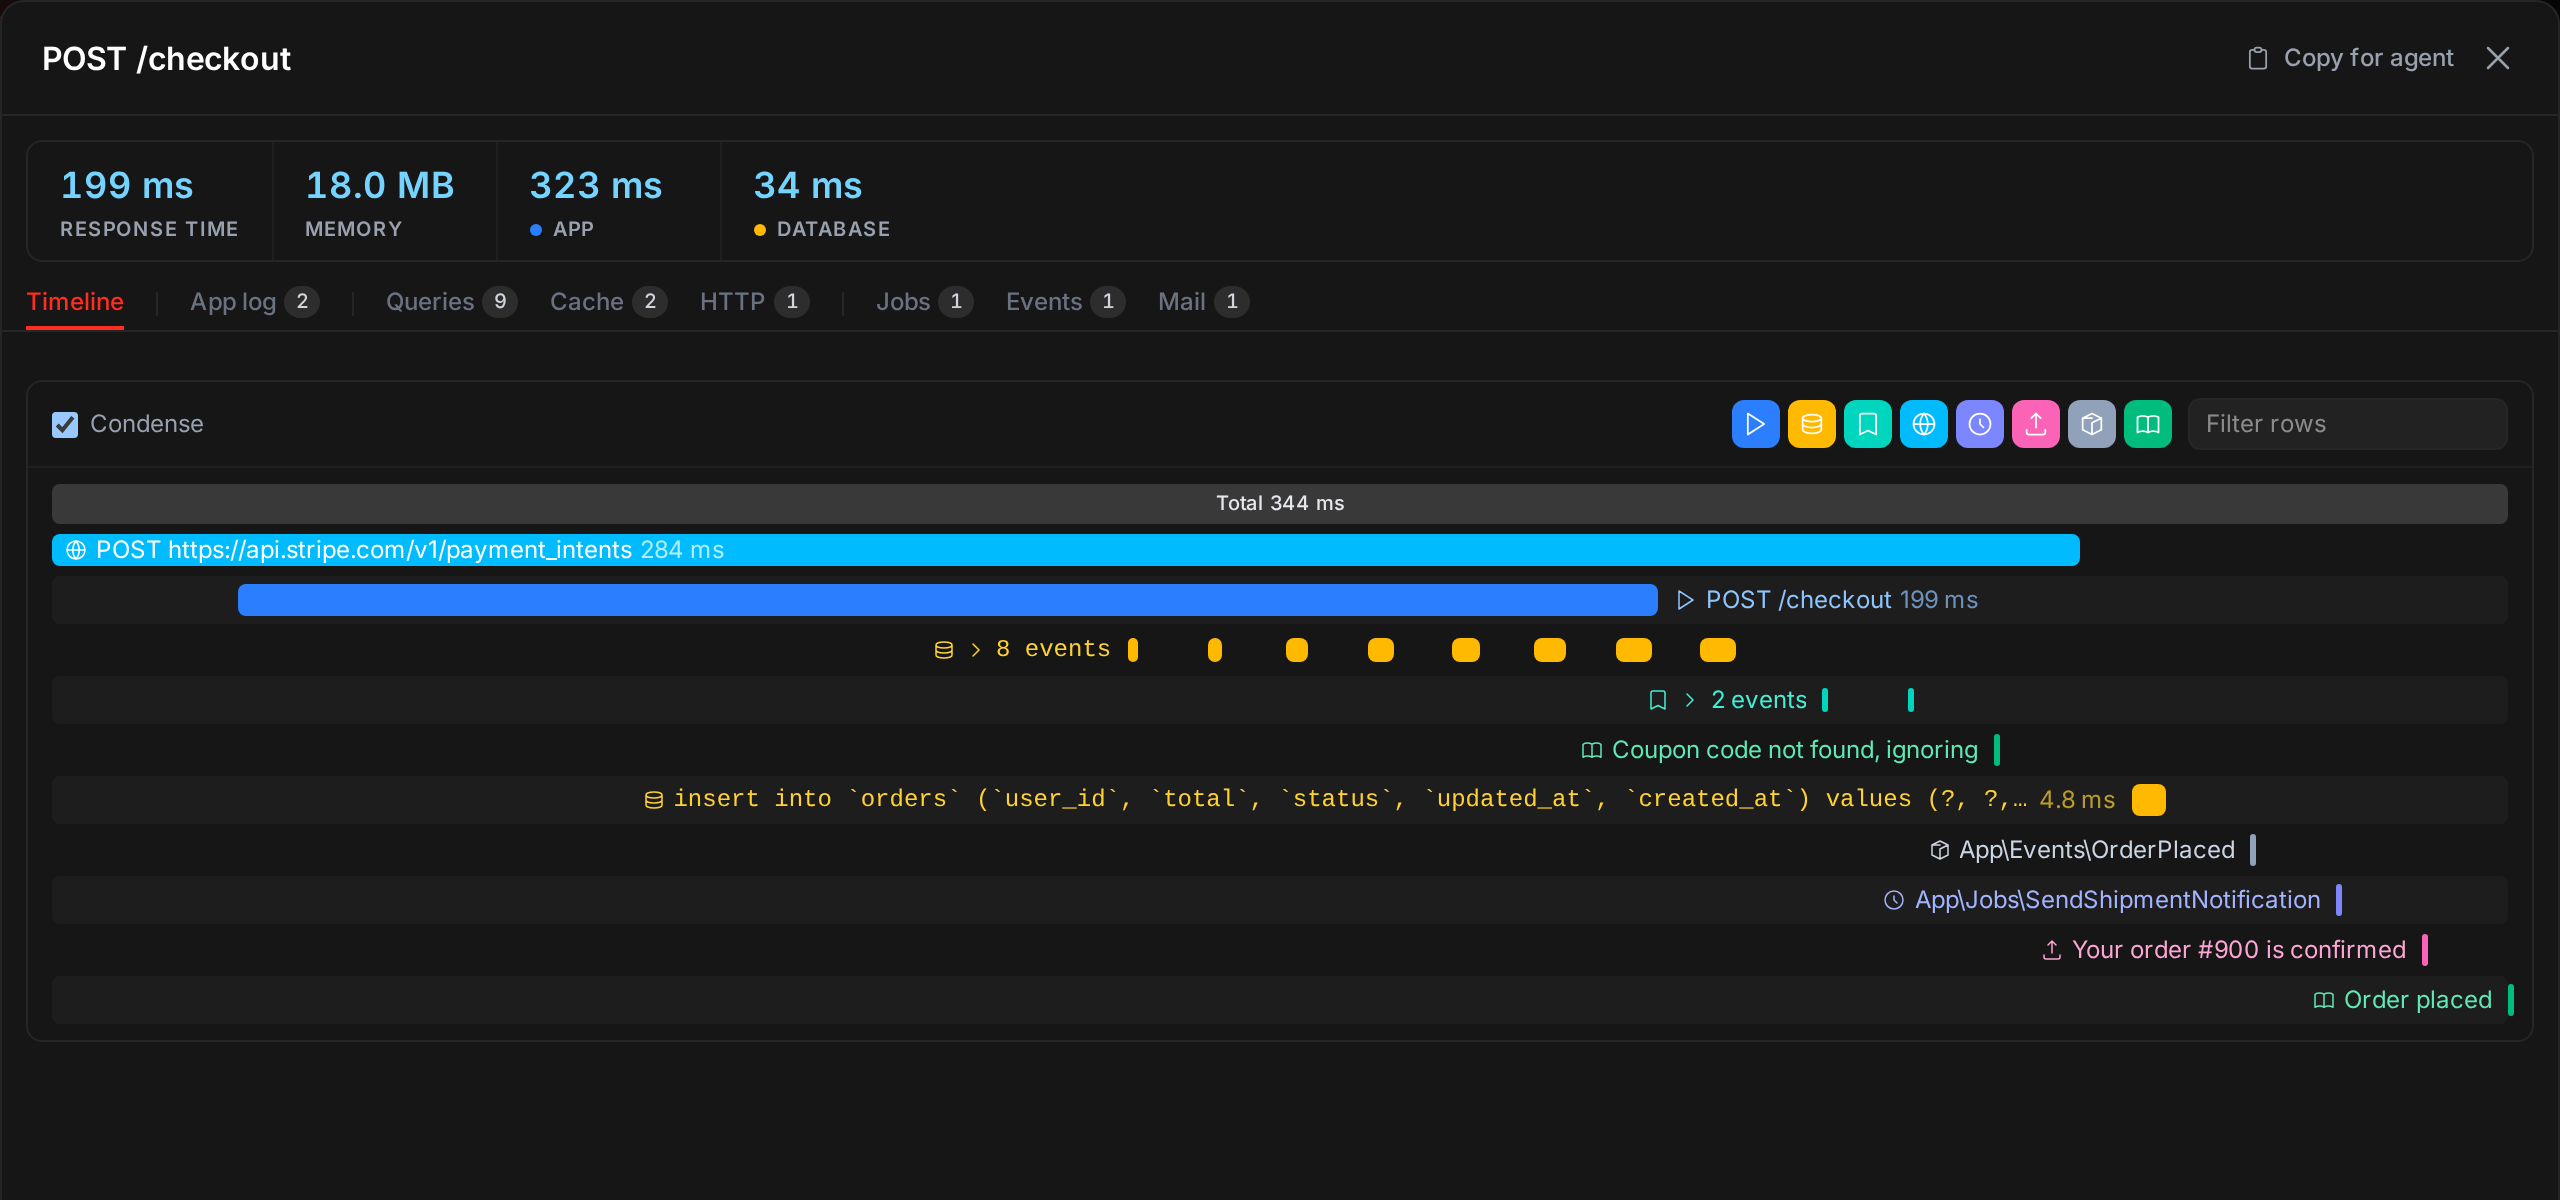 POST /checkout
Copy for agent
199 ms
RESPONSE TIME
18.0 MB
MEMORY
323 ms
APP
34 ms
DATABASE
Timeline
App log 2
Queries 9
Cache 2
HTTP 1
Jobs 1
Events 1
Mail 1
Condense
Filter rows
Total 344 ms
POST https://api.stripe.com/v1/payment_intents 284 ms
POST /checkout 199 ms
8 events
2 events
Coupon code not found, ignoring
insert into `orders` (`user_id`, `total`, `status`, `updated_at`, `created_at`) values (?, ?,… 4.8 ms
App\Events\OrderPlaced
App\Jobs\SendShipmentNotification
Your order #900 is confirmed
Order placed